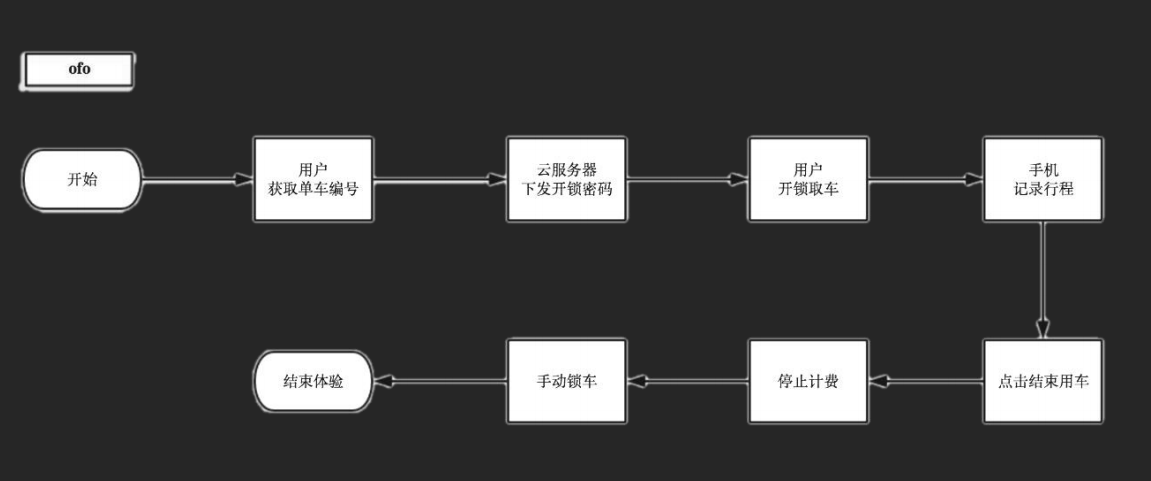 ofo
开始
用户
获取单车编号
云服务器
下发开锁密码
用户
开锁取车
手机
记录行程
点击结束用车
停止计费
手动锁车
结束体验